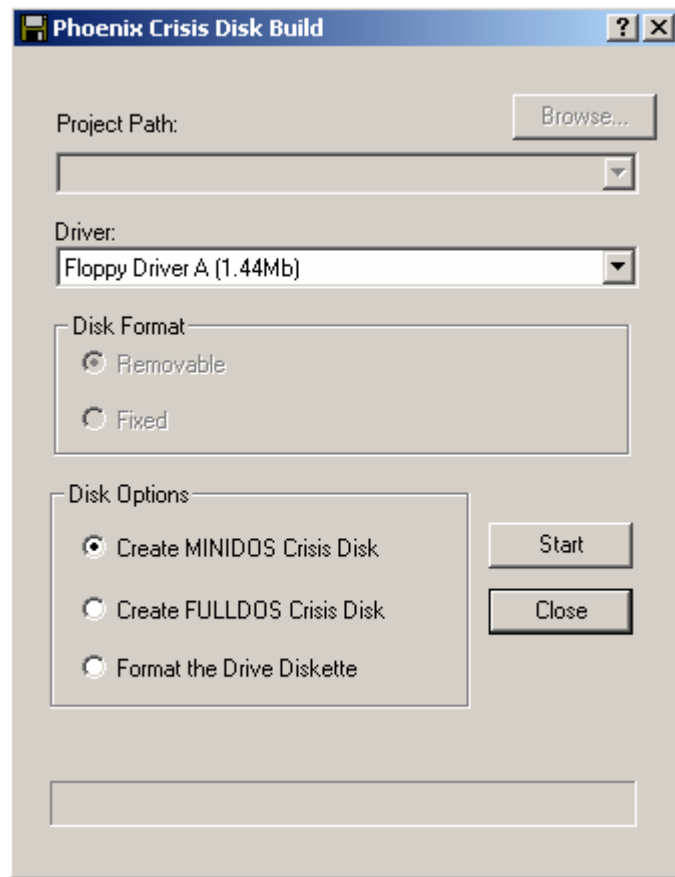 Phoenix Crisis Disk Build
Browse...
Project Path:
Driver:
Floppy Driver A (1.44Mb)
Disk Format
Removable
Fixed
Disk Options
Create MINIDOS Crisis Disk
Start
Create FULLDOS Crisis Disk
Close
Format the Drive Diskette